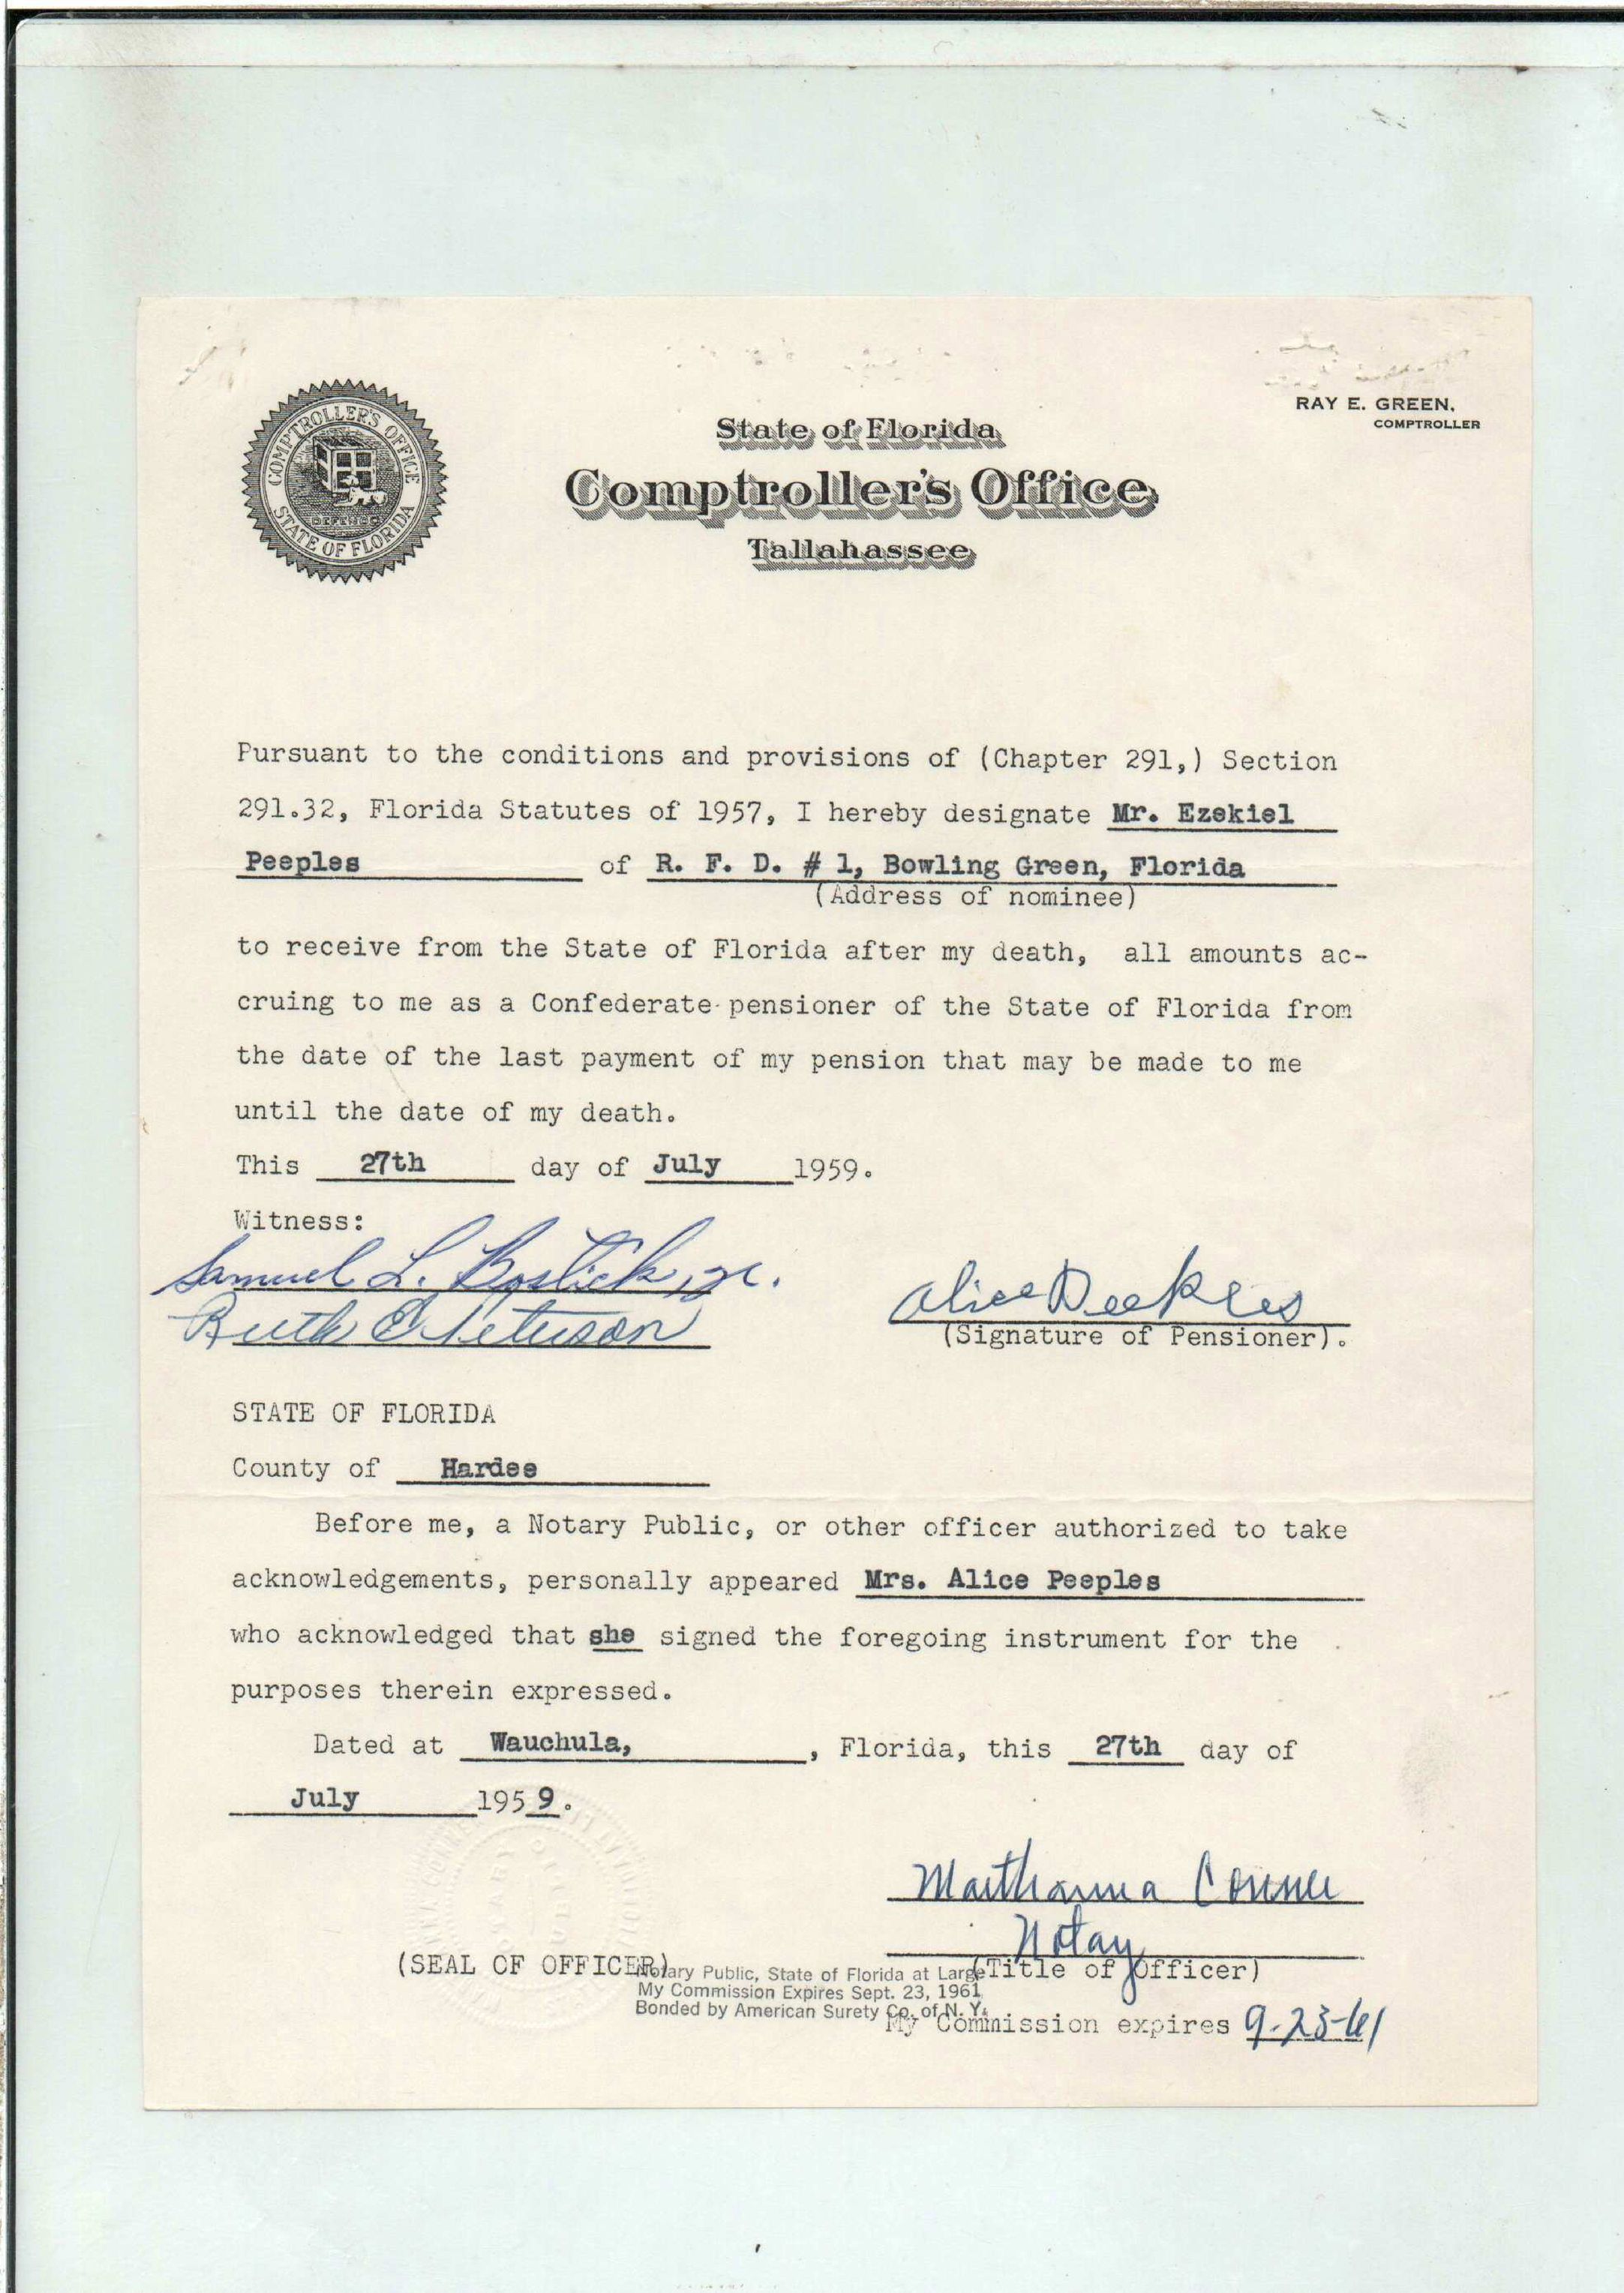 RAY E. GREEN,
COMPTROLLER
COMPTROLLER'S OFFICE
STATE OF FLORIDA
State of Florida
Comptroller's Office
Tallahassee
Pursuant to the conditions and provisions of (Chapter 291,) Section
291.32, Florida Statutes of 1957, I hereby designate Mr. Ezekiel
Peeples of R. F. D. # 1, Bowling Green, Florida
(Address of nominee)
to receive from the State of Florida after my death, all amounts ac-
cruing to me as a Confederate pensioner of the State of Florida from
the date of the last payment of my pension that may be made to me
until the date of my death.
This 27th day of July 1959.
Witness:
Samuel L. Bostick, Jr.
Ruth
Alice
(Signature of Pensioner).
STATE OF FLORIDA
County of Hardee
Before me, a Notary Public, or other officer authorized to take
acknowledgements, personally appeared Mrs. Alice Peeples
who acknowledged that she signed the foregoing instrument for the
purposes therein expressed.
Dated at Wauchula, , Florida, this 27th day of
July 1959.
Marthanna
Notary
(SEAL OF OFFICER) (Title of Officer)
Notary Public, State of Florida at Large
My Commission Expires Sept. 23, 1961
Bonded by American Surety Co. of N. Y.
My Commission expires 9-23-61